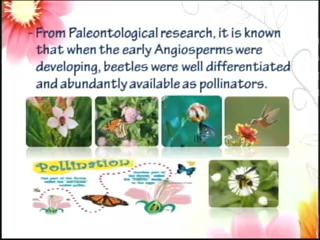 - From Paleontological research, it is known
that when the early Angiosperms were
developing, beetles were well differentiated
and abundantly available as pollinators.
Pollination